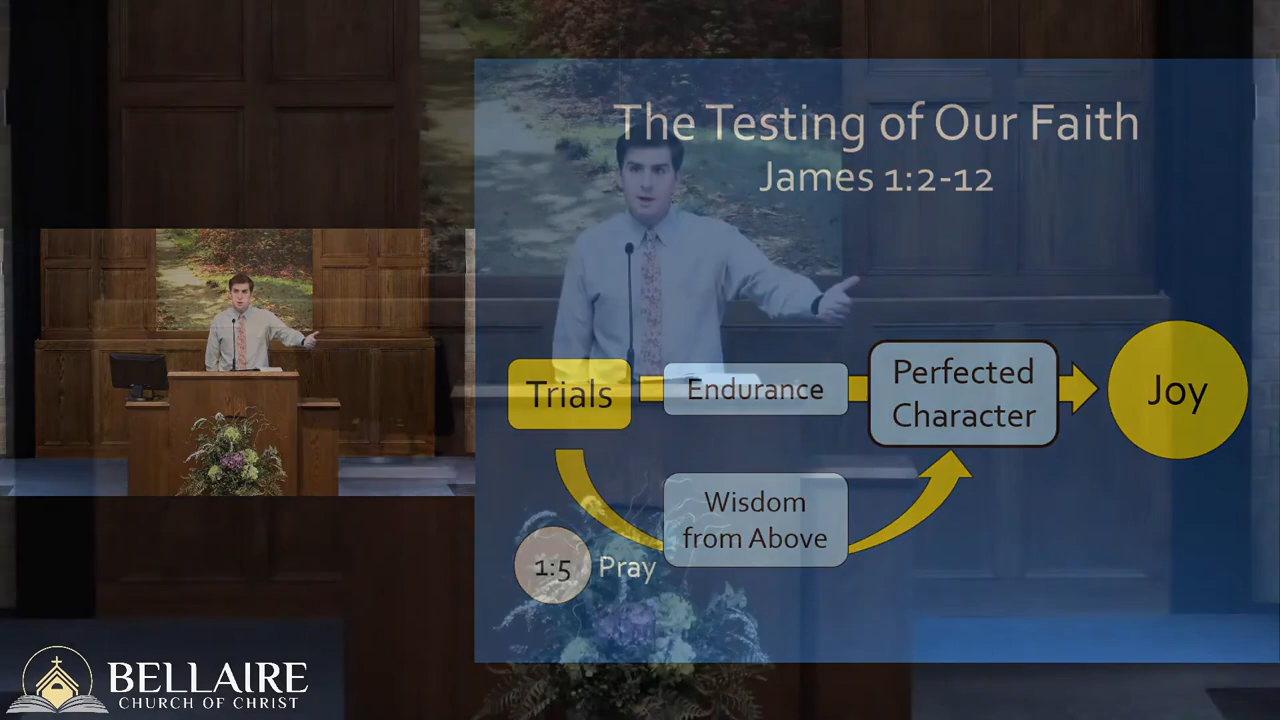 The Testing of Our Faith
James 1:2-12
Trials
Endurance
Perfected
Character
Joy
Wisdom
from Above
1:5 Pray
BELLAIRE
CHURCH OF CHRIST